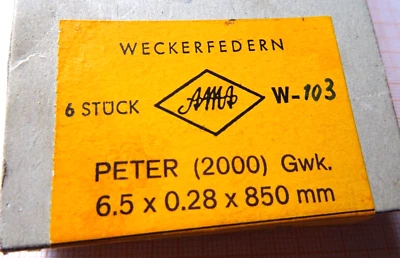 WECKERFEDERN
6 STÜCK AMA W-103
PETER (2000) Gwk.
6.5 x 0.28 x 850 mm